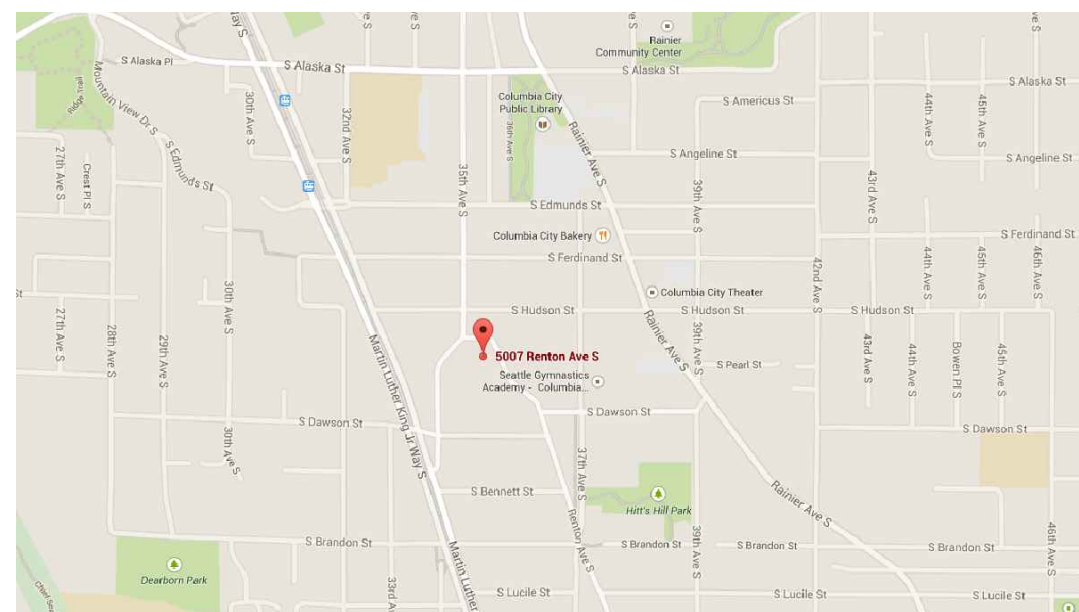 Rainier
Community Center
S Alaska Pl
S Alaska St
S Alaska St
S Alaska St
Mountain View Dr S
Ridge Trail
Columbia City
Public Library
S Americus St
30th Ave S
32nd Ave S
36th Ave S
Rainier Ave S
44th Ave S
45th Ave S
27th Ave S
Crest Pl S
S Edmunds St
35th Ave S
S Angeline St
S Angeline St
39th Ave S
43rd Ave S
S Edmunds St
Columbia City Bakery
S Ferdinand St
S Ferdinand St
42nd Ave S
44th Ave S
45th Ave S
46th Ave S
St
30th Ave S
Columbia City Theater
S Hudson St
S Hudson St
S Hudson St
27th Ave S
28th Ave S
29th Ave S
Martin Luther King Jr Way S
Rainier Ave S
39th Ave S
43rd Ave S
44th Ave S
Bowen Pl S
5007 Renton Ave S
S Pearl St
Seattle Gymnastics
Academy - Columbia...
S Dawson St
S Dawson St
S Dawson St
30th Ave S
37th Ave S
S Bennett St
Hitt's Hill Park
Rainier Ave S
Renton Ave S
39th Ave S
46th Ave S
S Brandon St
S Brandon St
S Brandon St
S Brandon St
Dearborn Park
33rd A
Martin Luther
S Lucile St
S Lucile St
S Lucile St